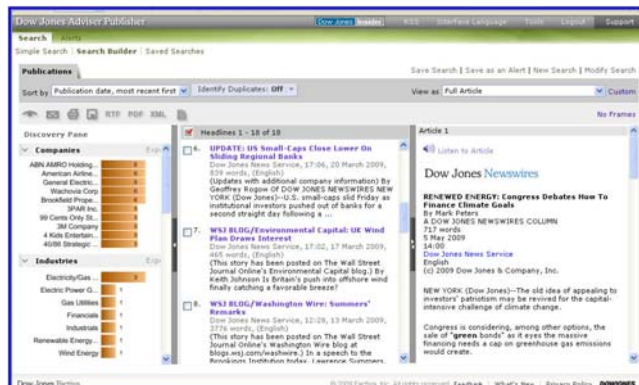 Dow Jones Adviser Publisher
Dow Jones Insider RSS Interface Language Tools Logout Support
Search Alerts
Simple Search | Search Builder | Saved Searches
Publications
Save Search | Save as an Alert | New Search | Modify Search
Sort by Publication date, most recent first Identify Duplicates: Off
View as Full Article Custom
RTF PDF XML
No Frames
Discovery Pane
Companies
ABN AMRO Holding...
American Airline...
General Electric...
Wachovia Corp
Brookfield Prope...
3PAR Inc.
99 Cents Only St...
3M Company
4 Kids Entertain...
40/86 Strategic ...
Industries
Electricity/Gas ...
Electric Power G...
Gas Utilities
Financials
Industrials
Renewable Energy...
Wind Energy
Headlines 1 - 10 of 10
6. UPDATE: US Small-Caps Close Lower On
Sliding Regional Banks
Dow Jones News Service, 17:06, 20 March 2009,
839 words, (English)
(Updates with additional company information) By
Geoffrey Rogow Of DOW JONES NEWSWIRES NEW
YORK (Dow Jones)--U.S. small-caps slid Friday as
institutional investors pushed out of banks for a
second straight day following a ...
7. WSJ BLOG/Environmental Capital: UK Wind
Plan Draws Interest
Dow Jones News Service, 17:02, 17 March 2009,
465 words, (English)
(This story has been posted on The Wall Street
Journal Online's Environmental Capital blog.) By
Keith Johnson Is Britain's push into offshore wind
finally catching a favorable breeze?
8. WSJ BLOG/Washington Wire: Summers'
Remarks
Dow Jones News Service, 12:28, 13 March 2009,
3776 words, (English)
(This story has been posted on The Wall Street
Journal Online's Washington Wire blog at
blogs.wsj.com/washwire.) In a speech to the
Brookings Institution today, Lawrence Summers,
Article 1
Listen to Article
Dow Jones Newswires
RENEWED ENERGY: Congress Debates How To
Finance Climate Goals
By Mark Peters
A DOW JONES NEWSWIRES COLUMN
717 words
5 May 2009
14:00
Dow Jones News Service
English
(c) 2009 Dow Jones & Company, Inc.
NEW YORK (Dow Jones)--The old idea of appealing to
investors' patriotism may be revived for the capital-
intensive challenge of climate change.
Congress is considering, among other options, the
sale of "green bonds" as it eyes the massive
financing needs a cap on greenhouse gas emissions
would create.
Dow Jones Factiva
© 2009 Factiva, Inc. All rights reserved. Feedback | What's New | Privacy Policy DOWJONES